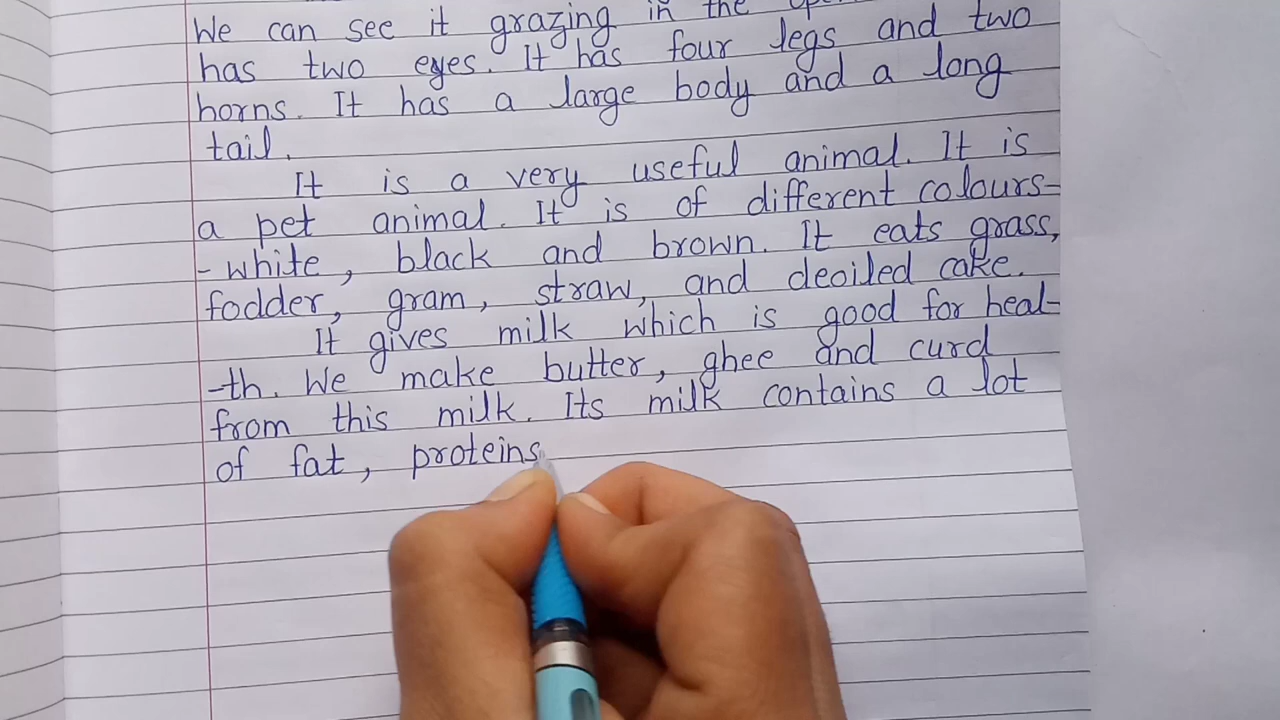 We can see it grazing in the
has two eyes. It has four legs and two
horns. It has a large body and a long
tail.
It is a very useful animal. It is
a pet animal. It is of different colours-
-white, black and brown. It eats grass,
fodder, gram, straw, and deoiled cake.
It gives milk which is good for heal-
-th. We make butter, ghee and curd
from this milk. Its milk contains a lot
of fat, proteins